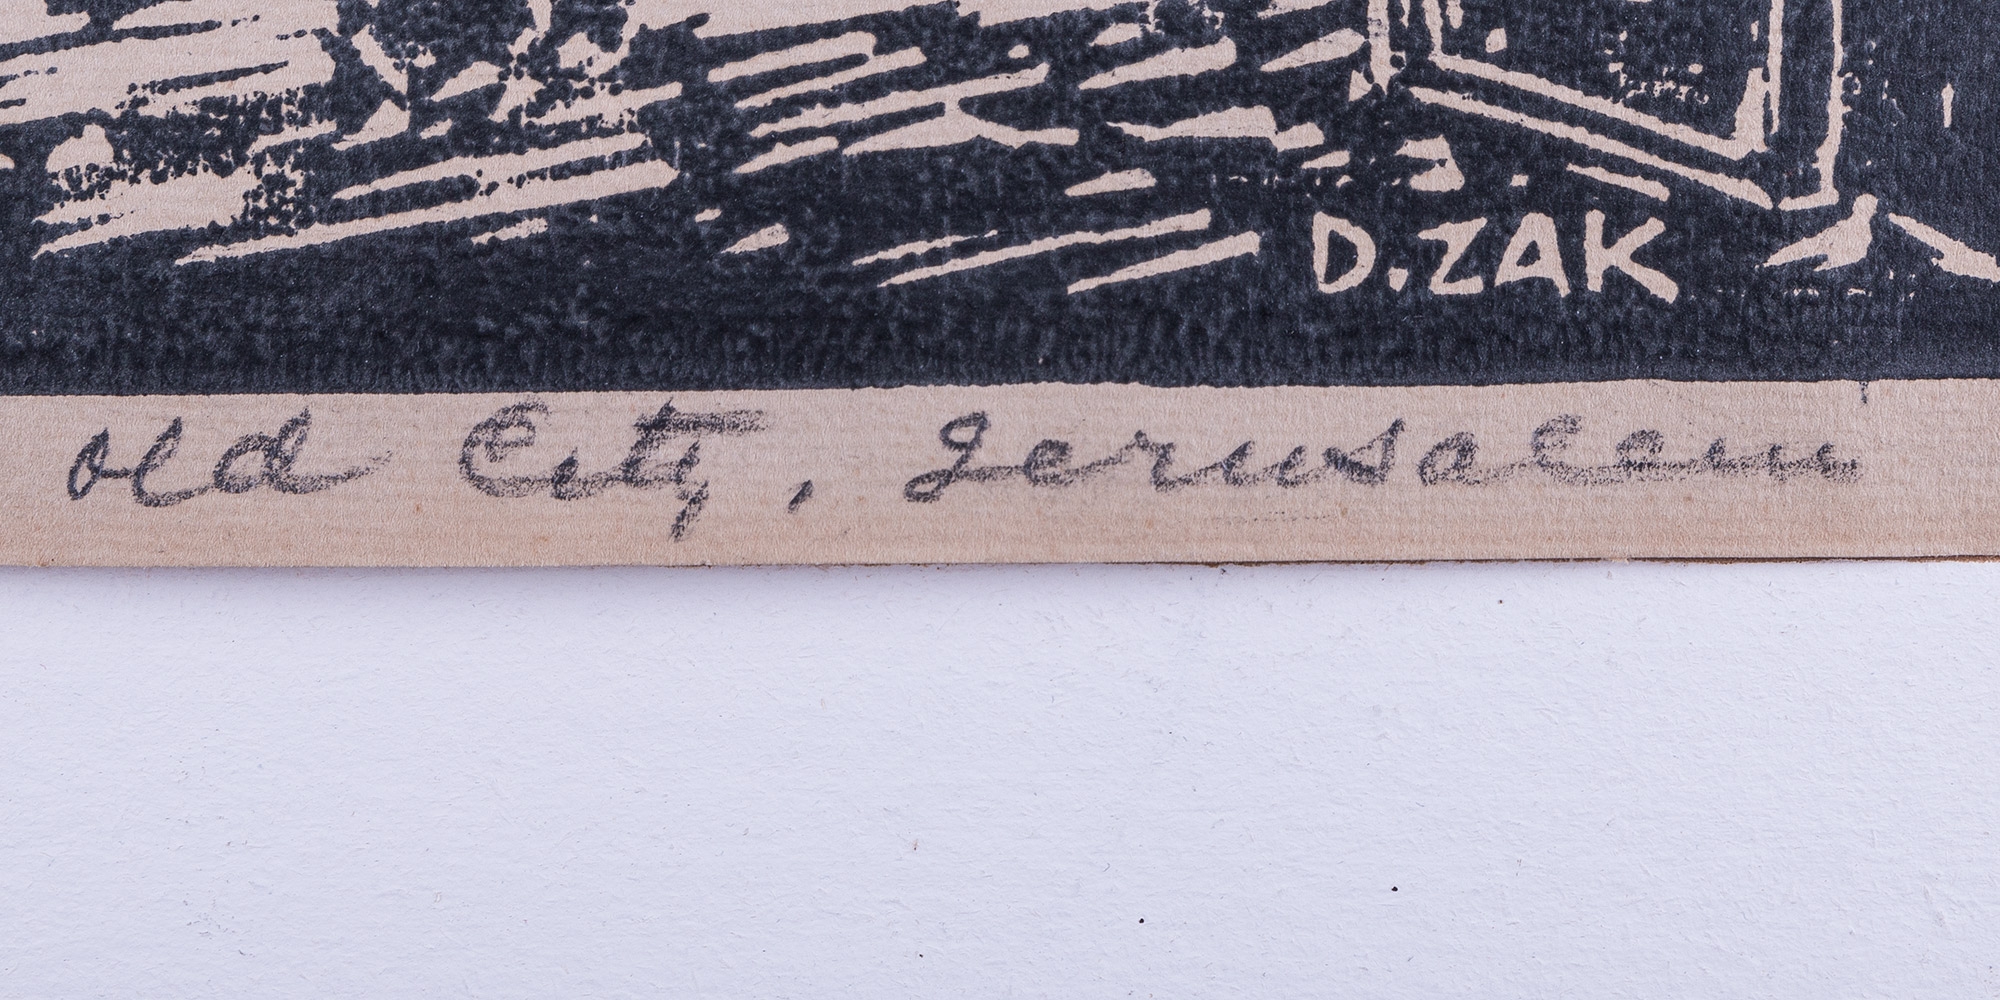 D.ZAK
old City, Jerusalem